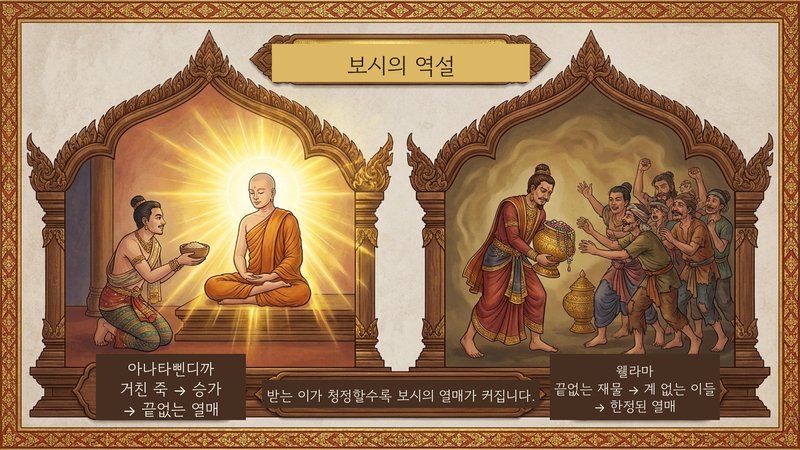 보시의 역설
아나타삔디까
거친 죽 → 승가
→ 끝없는 열매
받는 이가 청정할수록 보시의 열매가 커집니다.
웰라마
끝없는 재물 → 계 없는 이들
→ 한정된 열매